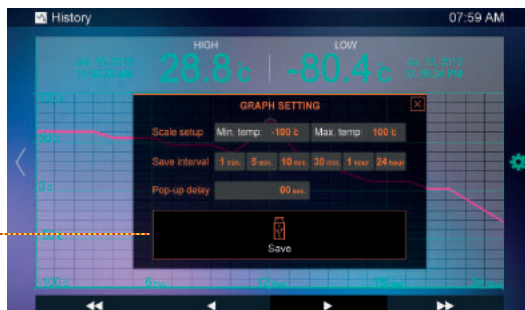 History 07:59 AM
HIGH LOW
28.8℃ -80.4℃
GRAPH SETTING
Scale setup Min. temp: -100 ℃ Max. temp: 100 ℃
Save interval 1 min. 5 min. 10 min. 30 min. 1 hour 24 hour
Pop-up delay 00 sec.
Save